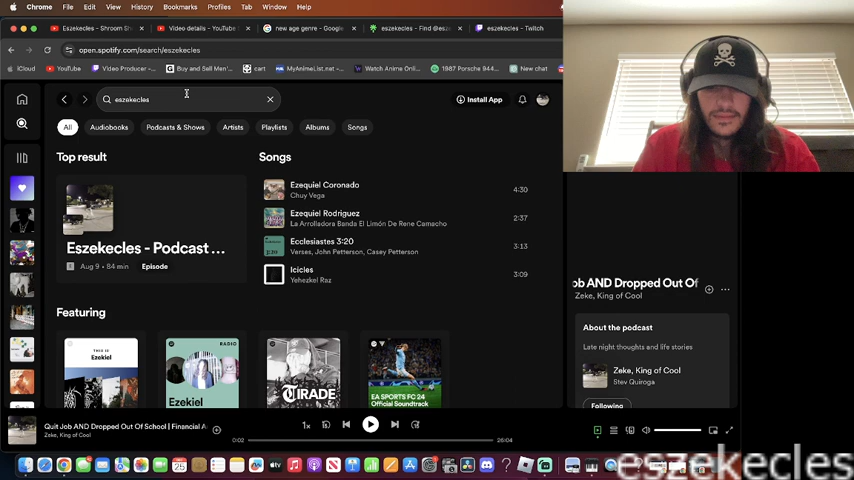 Chrome File Edit View History Bookmarks Profiles Tab Window Help
Eszekecles - Shroom Sh
Video details - YouTube
new age genre - Google
eszekecles - Find @esze
eszekecles - Twitch
open.spotify.com/search/eszekecles
iCloud
YouTube
Video Producer -...
Buy and Sell Men'...
cart
MyAnimeList.net -...
Watch Anime Onlin...
1987 Porsche 944...
New chat
eszekecles
Install App
All
Audiobooks
Podcasts & Shows
Artists
Playlists
Albums
Songs
Top result
Songs
Eszekecles - Podcast ...
Aug 9 • 84 min
Episode
Ezequiel Coronado
Chuy Vega
4:30
Ezequiel Rodriguez
La Arrolladora Banda El Limón De Rene Camacho
2:37
Ecclesiastes 3:20
Verses, John Petterson, Casey Petterson
3:13
Icicles
Yehezkel Raz
3:09
Featuring
THIS IS
Ezekiel
RADIO
Ezekiel
TIRADE
EA SPORTS FC 24
Official Soundtrack
ob AND Dropped Out Of
Zeke, King of Cool
About the podcast
Late night thoughts and life stories
Zeke, King of Cool
Stev Quiroga
Following
Quit Job AND Dropped Out Of School | Financial A
Zeke, King of Cool
1x
0:02
26:04
eszekecles